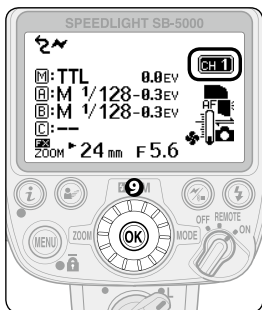 SPEEDLIGHT SB-5000
CH 1
M:TTL 0.0EV
A:M 1/128-0.3EV
B:M 1/128-0.3EV
C:--
AF
FX
ZOOM 24 mm F5.6
9
i
OFF REMOTE ON
MENU ZOOM OK MODE